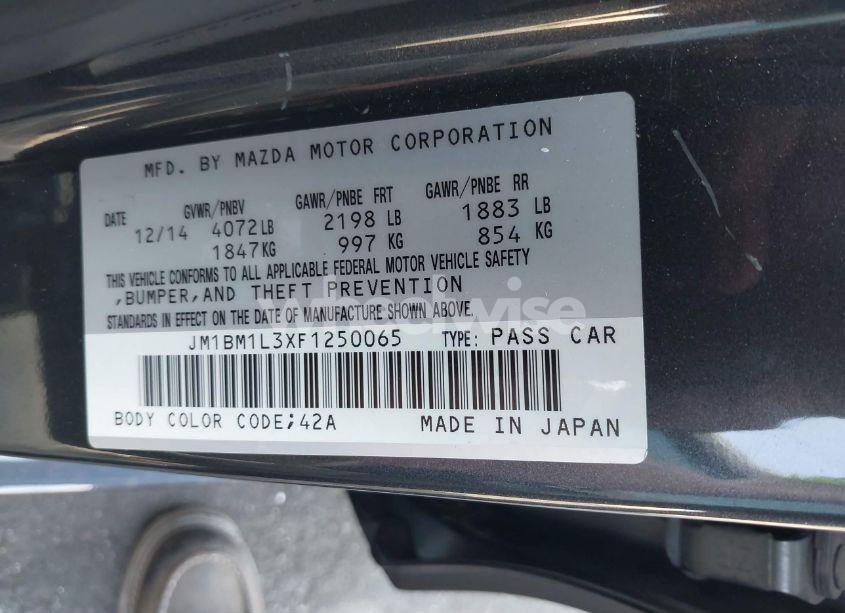 MFD. BY MAZDA MOTOR CORPORATION
DATE GVWR/PNBV GAWR/PNBE FRT GAWR/PNBE RR
12/14 4072LB 2198 LB 1883 LB
1847KG 997 KG 854 KG
THIS VEHICLE CONFORMS TO ALL APPLICABLE FEDERAL MOTOR VEHICLE SAFETY
,BUMPER,AND THEFT PREVENTION
STANDARDS IN EFFECT ON THE DATE OF MANUFACTURE SHOWN ABOVE.
wheelwise
JM1BM1L3XF1250065 TYPE: PASS CAR
BODY COLOR CODE;42A MADE IN JAPAN